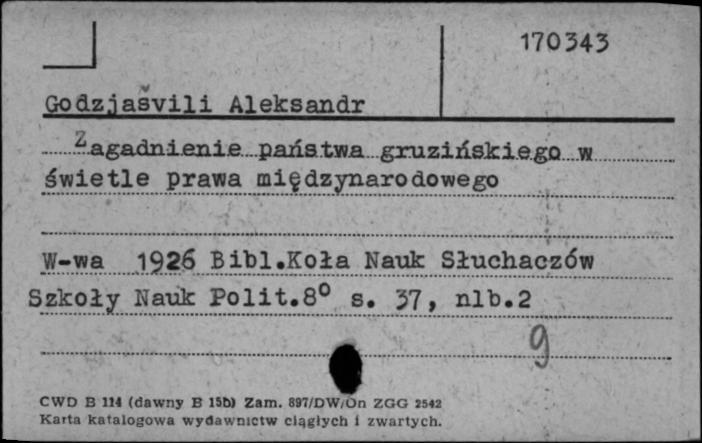 170343
Godzjašvili Aleksandr
Zagadnienie państwa gruzińskiego w
świetle prawa międzynarodowego
W-wa 1926 Bibl.Koła Nauk Słuchaczów
Szkoły Nauk Polit.8° s. 37, nlb.2
9
CWD B 114 (dawny B 15b) Zam. 897/DW/On ZGG 2542
Karta katalogowa wydawnictw ciągłych i zwartych.